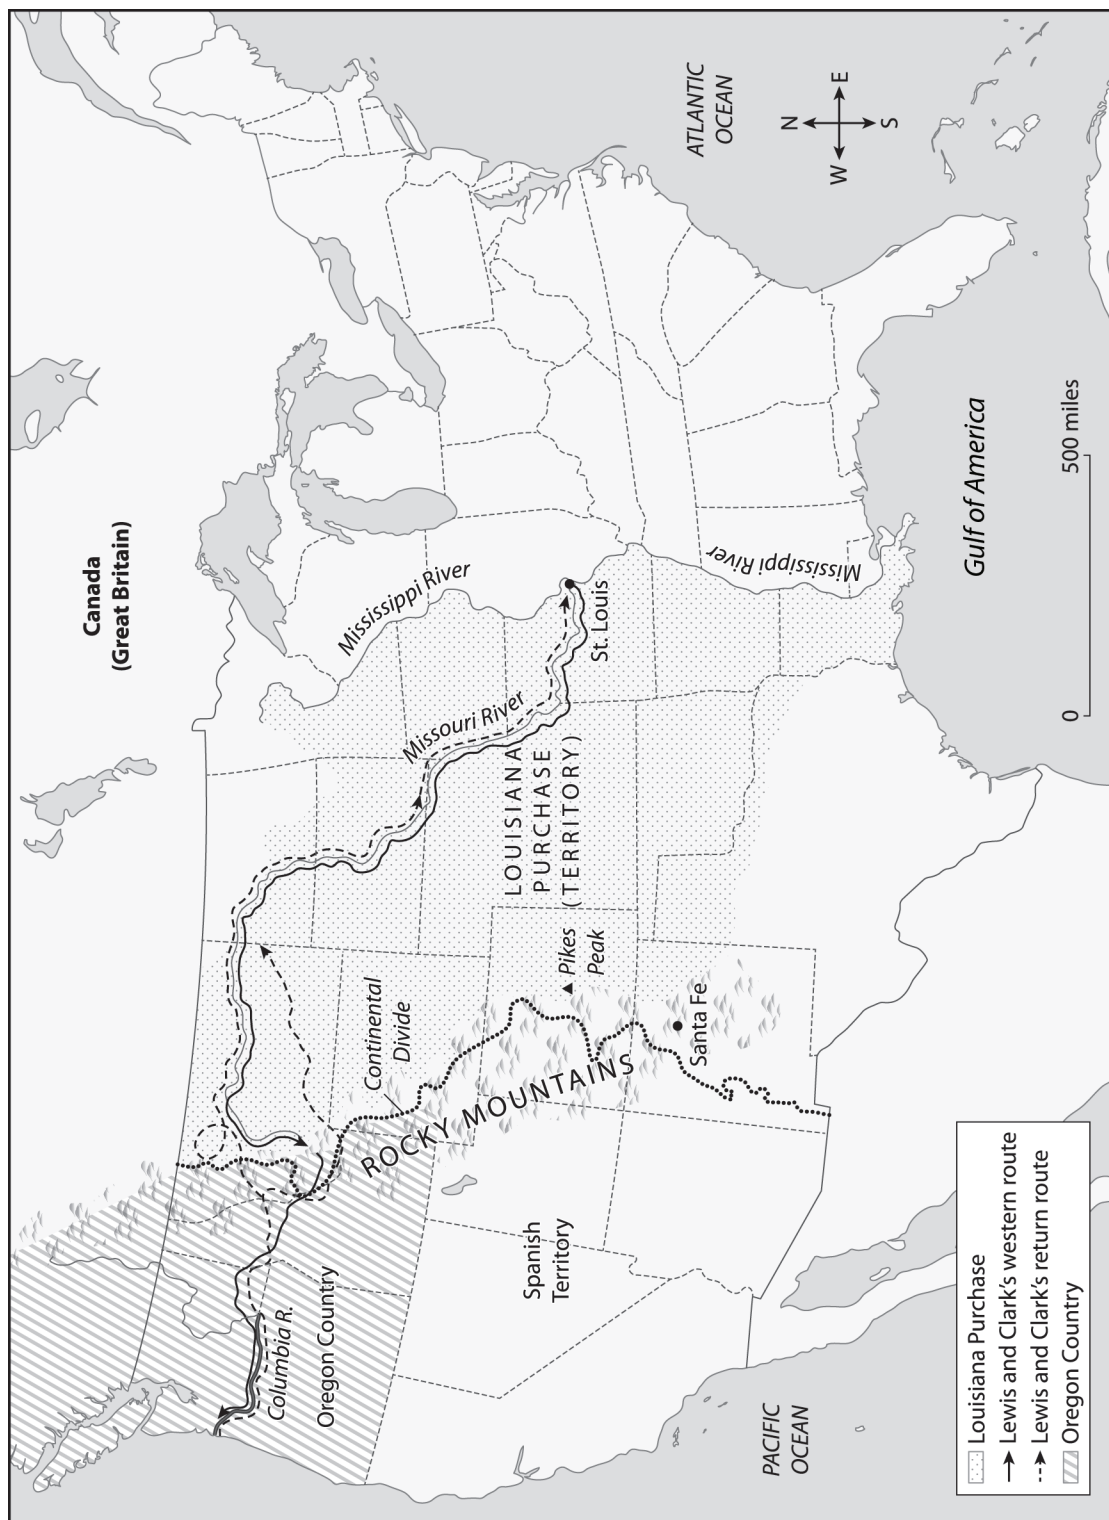 Canada
(Great Britain)
Mississippi River
Missouri River
St. Louis
LOUISIANA
PURCHASE
(TERRITORY)
Continental
Divide
Pikes
Peak
ROCKY MOUNTAINS
Santa Fe
Columbia R.
Oregon Country
Spanish
Territory
Mississippi River
ATLANTIC
OCEAN
N
W
E
S
Gulf of America
0
500 miles
PACIFIC
OCEAN
Louisiana Purchase
Lewis and Clark's western route
Lewis and Clark's return route
Oregon Country